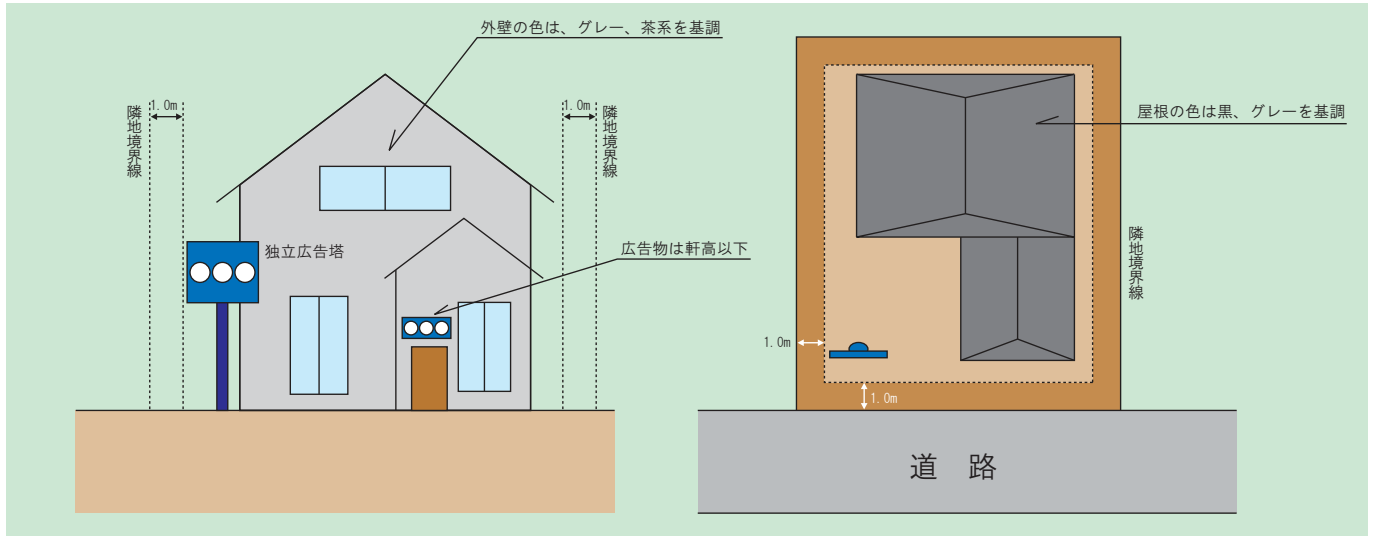 外壁の色は、グレー、茶系を基調
1.0m
隣地境界線
1.0m
隣地境界線
独立広告塔
広告物は軒高以下
屋根の色は黒、グレーを基調
隣地境界線
1.0m
1.0m
道 路